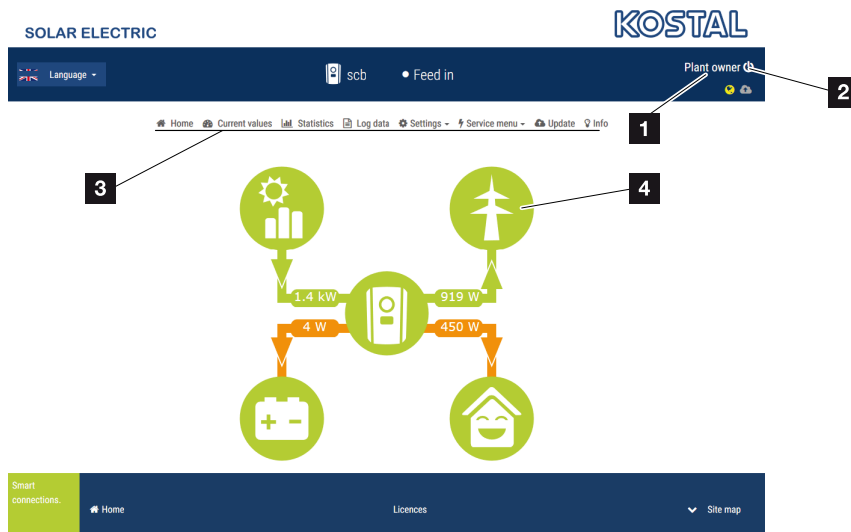 SOLAR ELECTRIC
KOSTAL
Language
scb
Feed in
Plant owner
2
1
Home Current values Statistics Log data Settings Service menu Update Info
3
4
1.4 kW
919 W
4 W
450 W
+ -
Smart
connections.
Home
Licences
Site map